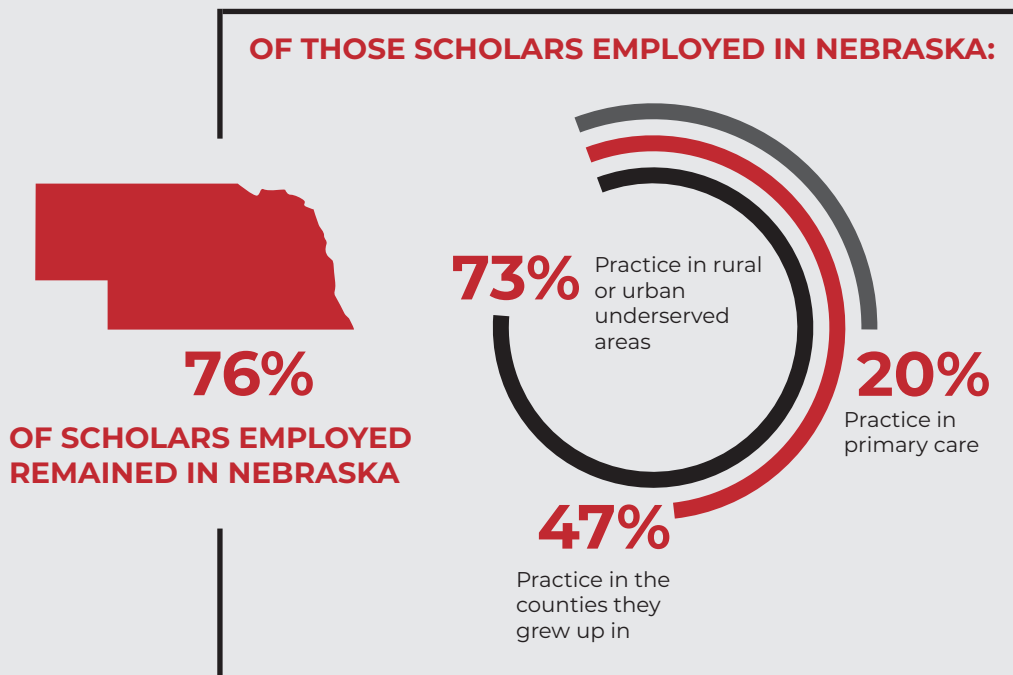 OF THOSE SCHOLARS EMPLOYED IN NEBRASKA:
76%
OF SCHOLARS EMPLOYED
REMAINED IN NEBRASKA
73%
Practice in rural
or urban
underserved
areas
20%
Practice in
primary care
47%
Practice in the
counties they
grew up in